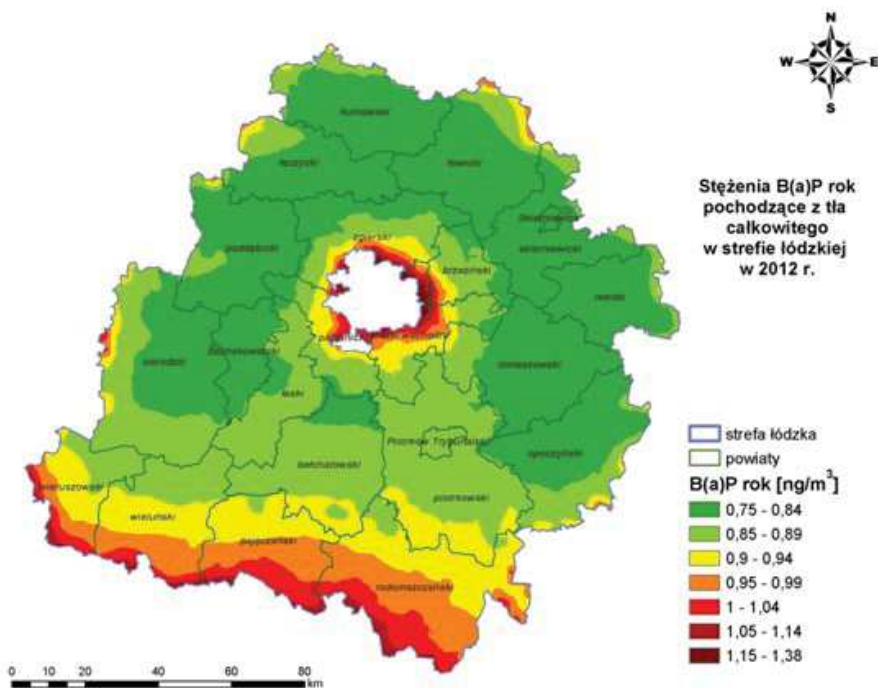 N
W E
S
Stężenia B(a)P rok
pochodzące z tła
całkowitego
w strefie łódzkiej
w 2012 r.
kutnowski
łęczycki
łowicki
skierniewicki
poddębicki
zgierski
brzeziński
rawski
sieradzki
zduńskowolski
tomaszowski
łaski
Piotrków Trybunalski
opoczyński
bełchatowski
wieruszowski
wieluński
piotrkowski
pajęczański
radomszczański
strefa łódzka
powiaty
B(a)P rok [ng/m³]
0,75 - 0,84
0,85 - 0,89
0,9 - 0,94
0,95 - 0,99
1 - 1,04
1,05 - 1,14
1,15 - 1,38
0 10 20 40 60 80
km